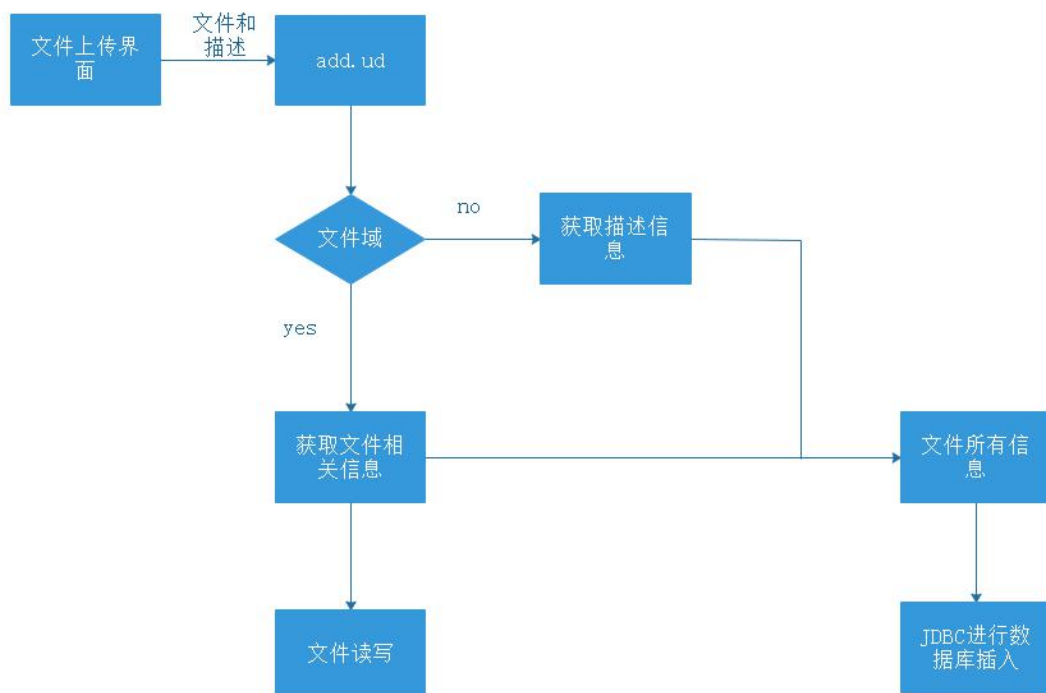 文件上传界
面
文件和
描述
add.ud
文件域
no
获取描述信
息
yes
获取文件相
关信息
文件所有信
息
文件读写
JDBC进行数
据库插入